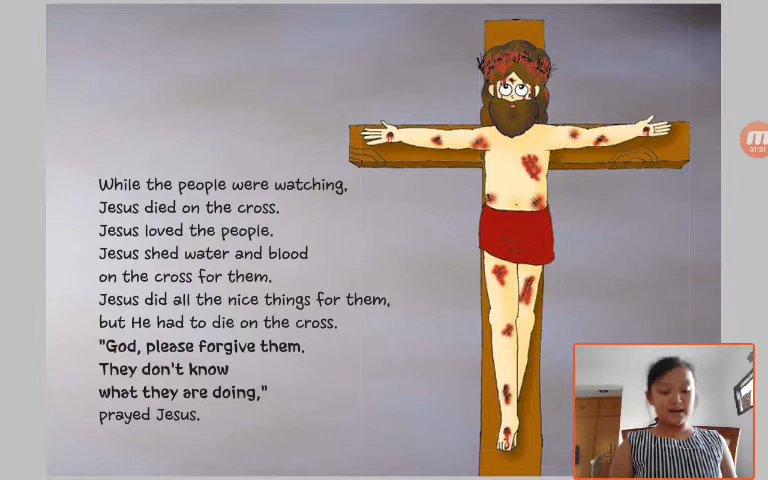 While the people were watching,
Jesus died on the cross.
Jesus loved the people.
Jesus shed water and blood
on the cross for them.
Jesus did all the nice things for them,
but He had to die on the cross.
"God, please forgive them.
They don't know
what they are doing,"
prayed Jesus.
01:51